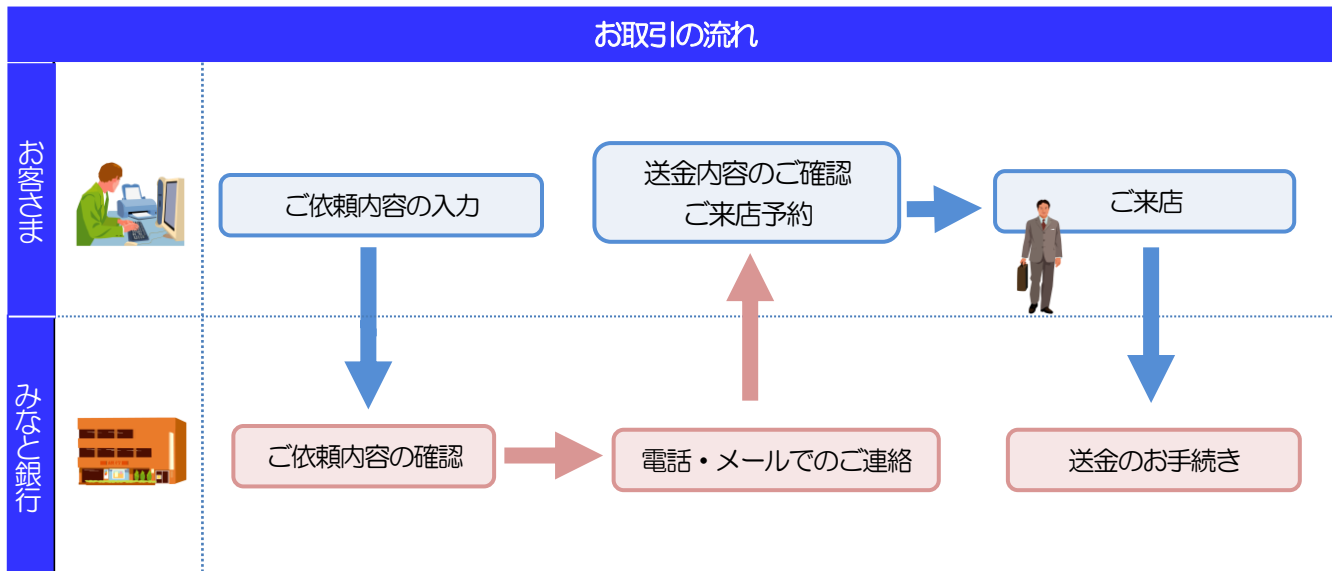 お取引の流れ
お客さま
ご依頼内容の入力
送金内容のご確認
ご来店予約
ご来店
みなと銀行
ご依頼内容の確認
電話・メールでのご連絡
送金のお手続き